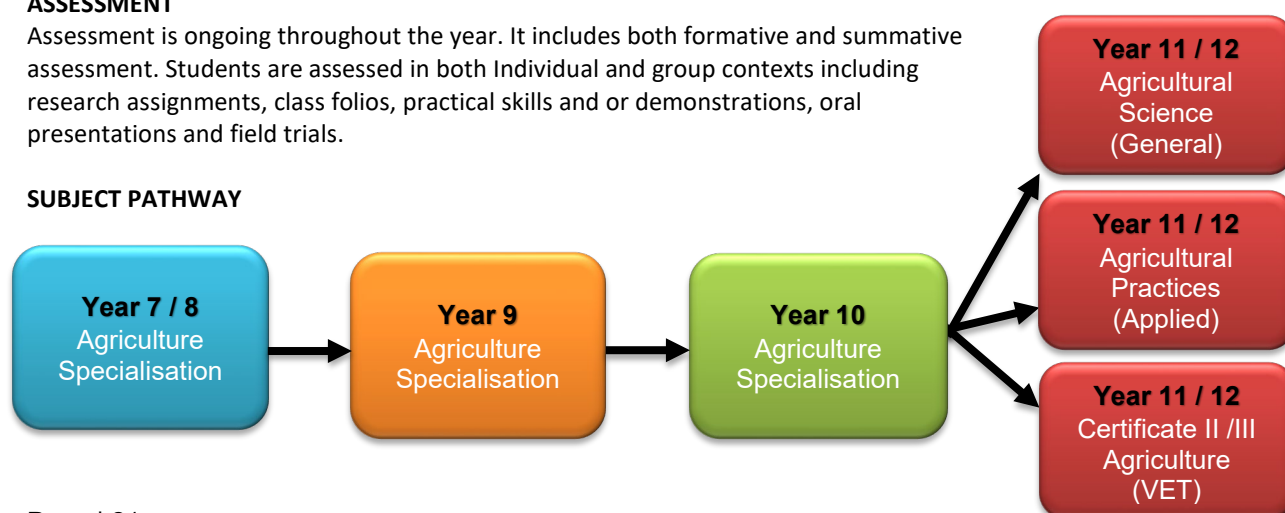 ASSESSMENT
Assessment is ongoing throughout the year. It includes both formative and summative
assessment. Students are assessed in both Individual and group contexts including
research assignments, class folios, practical skills and or demonstrations, oral
presentations and field trials.
SUBJECT PATHWAY
Year 7 / 8
Agriculture
Specialisation
Year 9
Agriculture
Specialisation
Year 10
Agriculture
Specialisation
Year 11 / 12
Agricultural
Science
(General)
Year 11 / 12
Agricultural
Practices
(Applied)
Year 11 / 12
Certificate II /III
Agriculture
(VET)